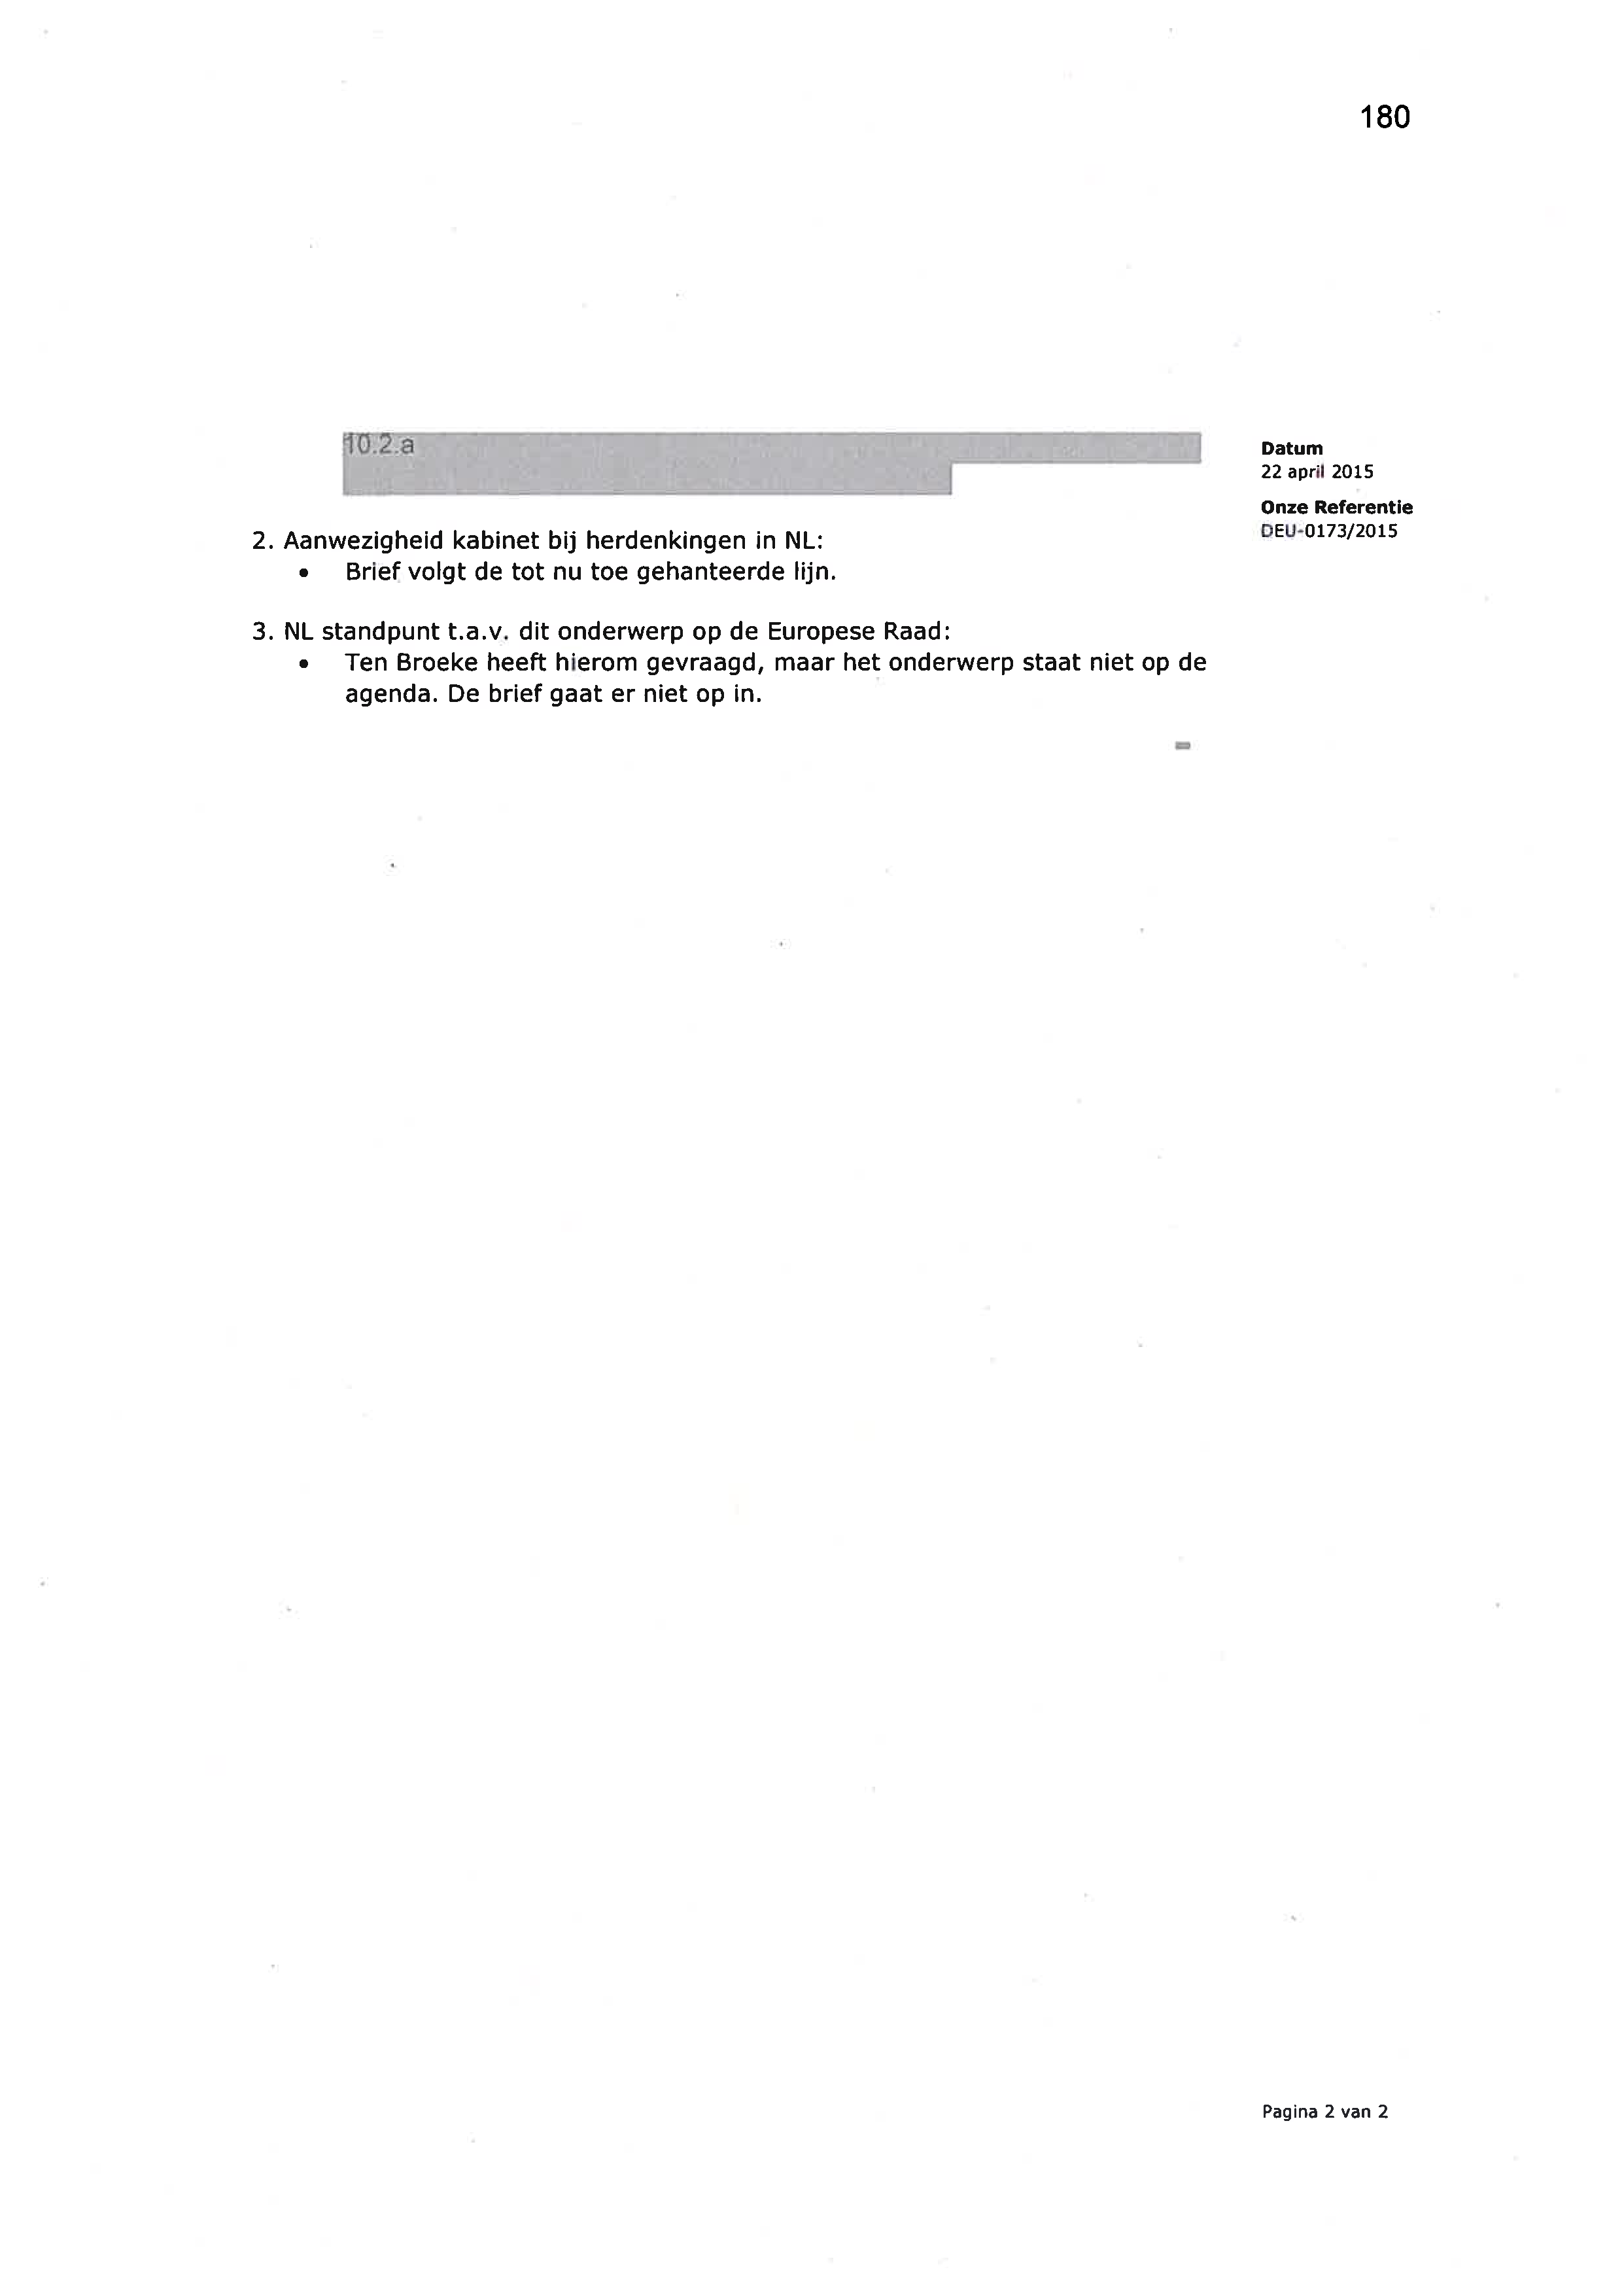 180
10.2.a
Datum
22 april 2015
Onze Referentie
DEU-0173/2015
2. Aanwezigheid kabinet bij herdenkingen in NL:
• Brief volgt de tot nu toe gehanteerde lijn.
3. NL standpunt t.a.v. dit onderwerp op de Europese Raad:
• Ten Broeke heeft hierom gevraagd, maar het onderwerp staat niet op de
agenda. De brief gaat er niet op in.
Pagina 2 van 2